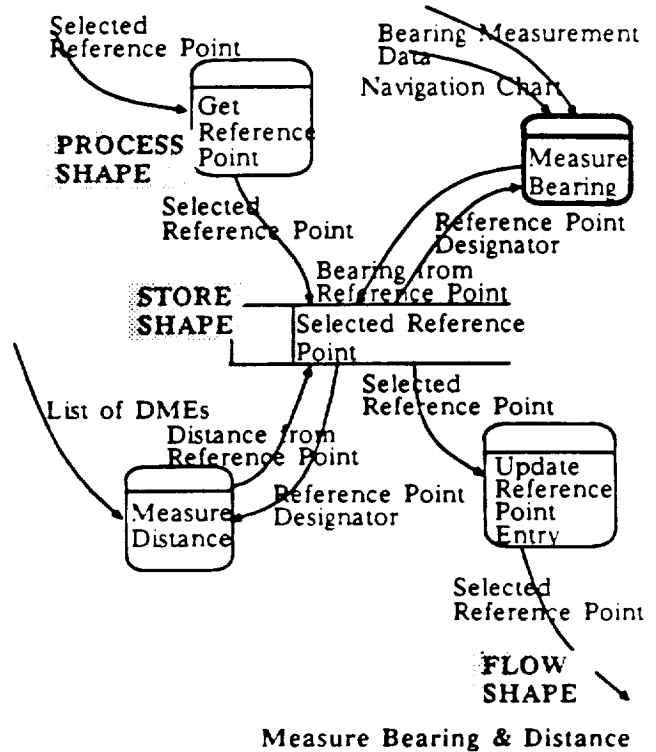 Selected
Reference Point
Bearing Measurement
Data
Navigation Chart
Get
Reference
Point
PROCESS
SHAPE
Measure
Bearing
Selected
Reference Point
Reference Point
Designator
Bearing from
Reference Point
STORE
SHAPE
Selected Reference
Point
Selected
Reference Point
List of DMEs
Distance from
Reference Point
Update
Reference
Point
Entry
Reference Point
Designator
Measure
Distance
Selected
Reference Point
FLOW
SHAPE
Measure Bearing & Distance